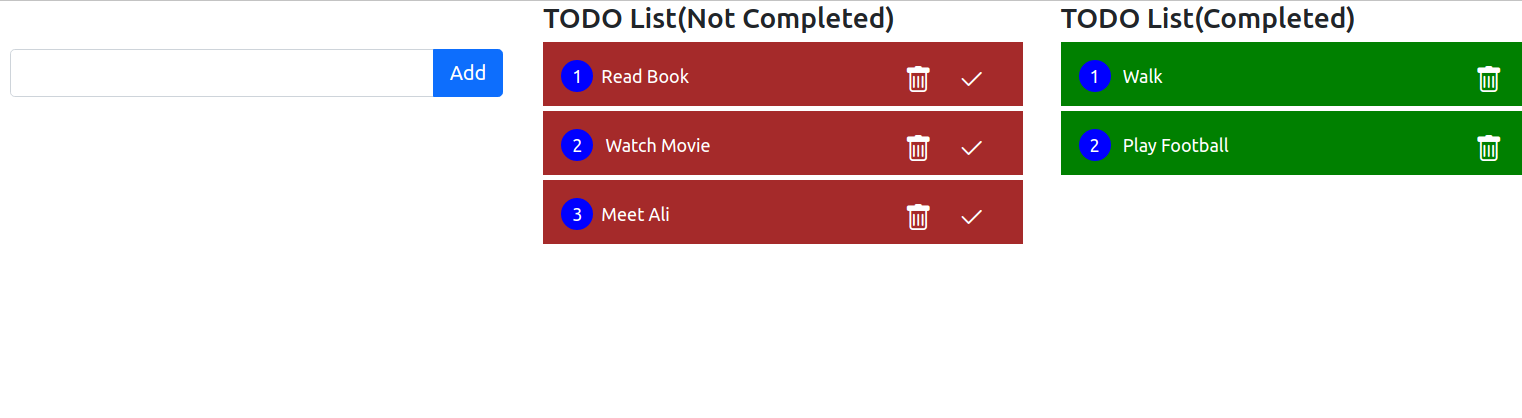 Add
TODO List(Not Completed)
1 Read Book
2 Watch Movie
3 Meet Ali
TODO List(Completed)
1 Walk
2 Play Football